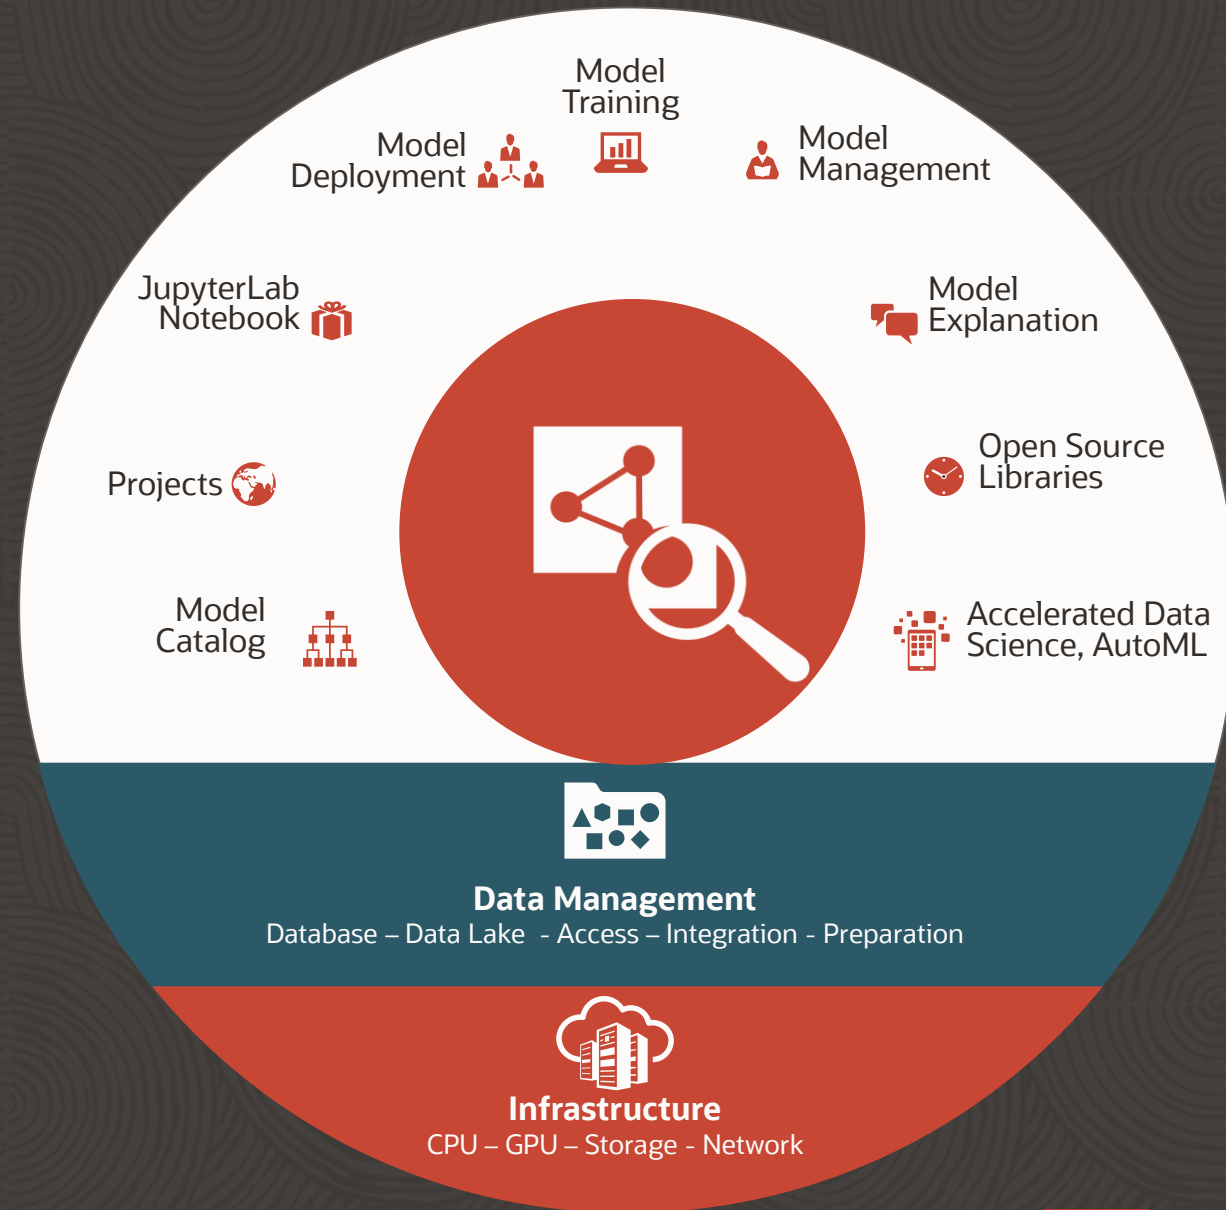 Model
Training
Model
Deployment
Model
Management
JupyterLab
Notebook
Model
Explanation
Projects
Open Source
Libraries
Model
Catalog
Accelerated Data
Science, AutoML
Data Management
Database – Data Lake  - Access – Integration - Preparation
Infrastructure
CPU – GPU – Storage - Network